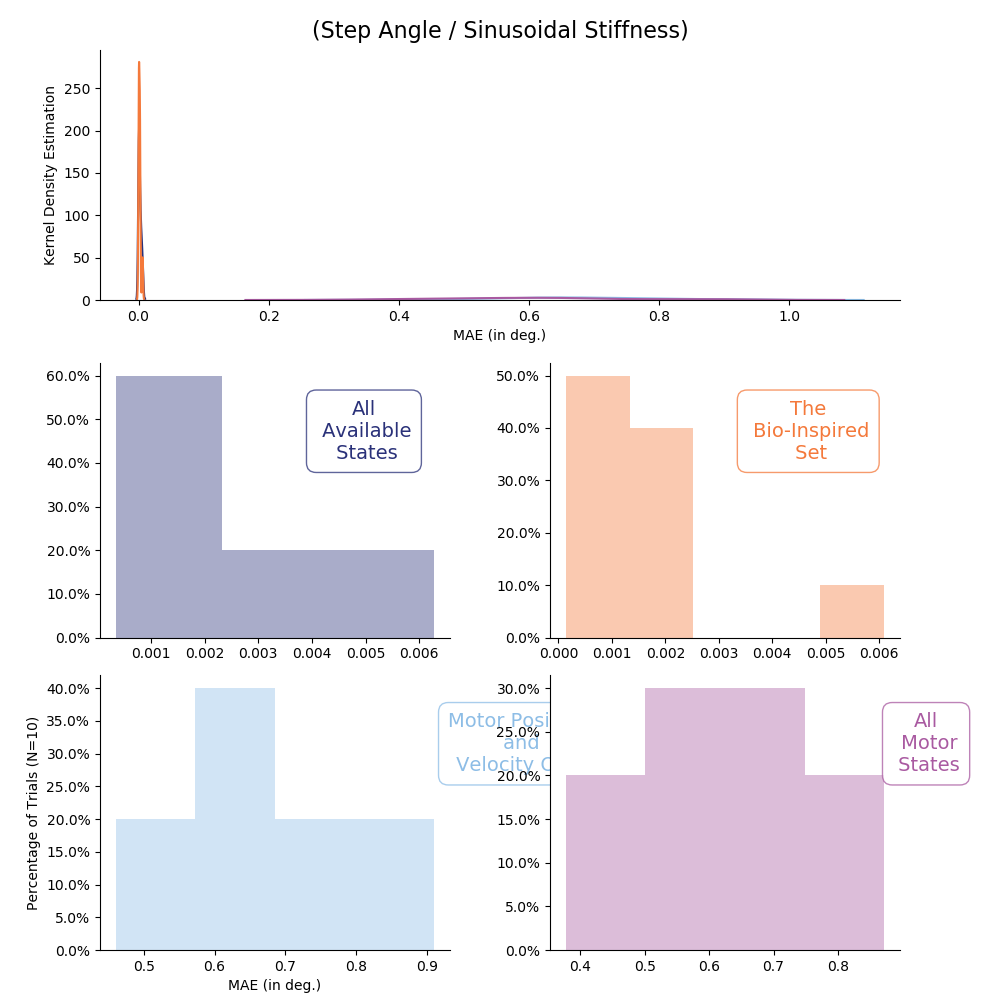 (Step Angle / Sinusoidal Stiffness)
Kernel Density Estimation
250
200
150
100
50
0
0.0 0.2 0.4 0.6 0.8 1.0
MAE (in deg.)
60.0%
50.0%
40.0%
30.0%
20.0%
10.0%
0.0%
All
Available
States
0.001 0.002 0.003 0.004 0.005 0.006
50.0%
40.0%
30.0%
20.0%
10.0%
0.0%
The
Bio-Inspired
Set
0.000 0.001 0.002 0.003 0.004 0.005 0.006
Percentage of Trials (N=10)
40.0%
35.0%
30.0%
25.0%
20.0%
15.0%
10.0%
5.0%
0.0%
Motor
and
Velocity
0.5 0.6 0.7 0.8 0.9
MAE (in deg.)
30.0%
25.0%
20.0%
15.0%
10.0%
5.0%
0.0%
All
Motor
States
0.4 0.5 0.6 0.7 0.8